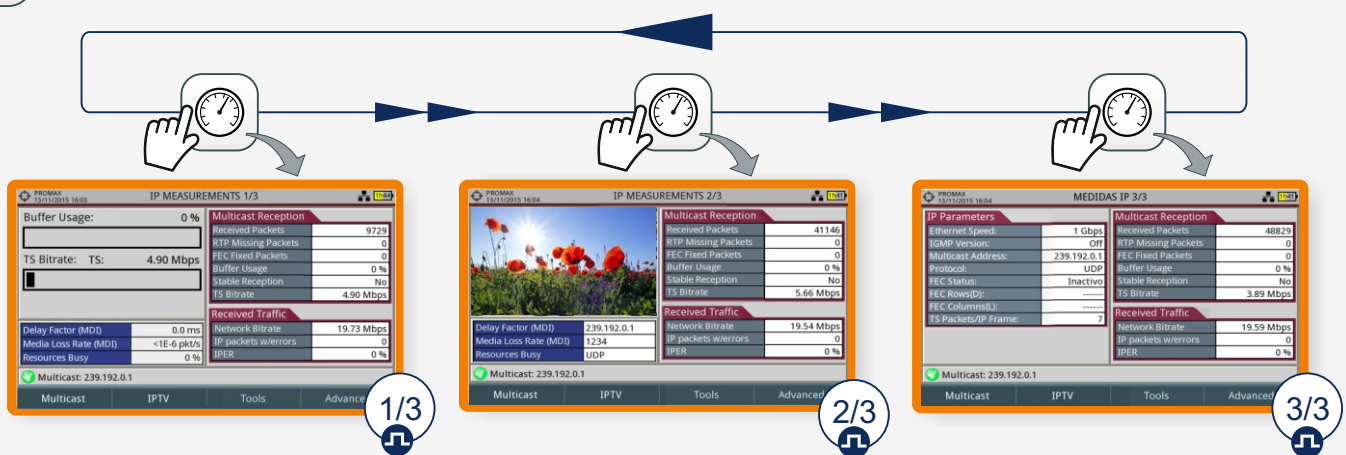 PROMAX
13/11/2015 16:03
IP MEASUREMENTS 1/3
1h44
Buffer Usage: 0 %
TS Bitrate: TS: 4.90 Mbps
Delay Factor (MDI) 0.0 ms
Media Loss Rate (MDI) <1E-6 pkt/s
Resources Busy 0 %
Multicast Reception
Received Packets 9729
RTP Missing Packets 0
FEC Fixed Packets 0
Buffer Usage 0 %
Stable Reception No
TS Bitrate 4.90 Mbps
Received Traffic
Network Bitrate 19.73 Mbps
IP packets w/errors 0
IPER 0 %
Multicast: 239.192.0.1
Multicast IPTV Tools Advance
1/3
PROMAX
13/11/2015 16:04
IP MEASUREMENTS 2/3
1h43
Delay Factor (MDI) 239.192.0.1
Media Loss Rate (MDI) 1234
Resources Busy UDP
Multicast Reception
Received Packets 41146
RTP Missing Packets 0
FEC Fixed Packets 0
Buffer Usage 0 %
Stable Reception No
TS Bitrate 5.66 Mbps
Received Traffic
Network Bitrate 19.54 Mbps
IP packets w/errors 0
IPER 0 %
Multicast: 239.192.0.1
Multicast IPTV Tools Advanced
2/3
PROMAX
13/11/2015 16:04
MEDIDAS IP 3/3
1h43
IP Parameters
Ethernet Speed: 1 Gbps
IGMP Version: Off
Multicast Address: 239.192.0.1
Protocol: UDP
FEC Status: Inactivo
FEC Rows(D): ------
FEC Columns(L): ------
TS Packets/IP Frame: 7
Multicast Reception
Received Packets 48829
RTP Missing Packets 0
FEC Fixed Packets 0
Buffer Usage 0 %
Stable Reception No
TS Bitrate 3.89 Mbps
Received Traffic
Network Bitrate 19.59 Mbps
IP packets w/errors 0
IPER 0 %
Multicast: 239.192.0.1
Multicast IPTV Tools Advanced
3/3